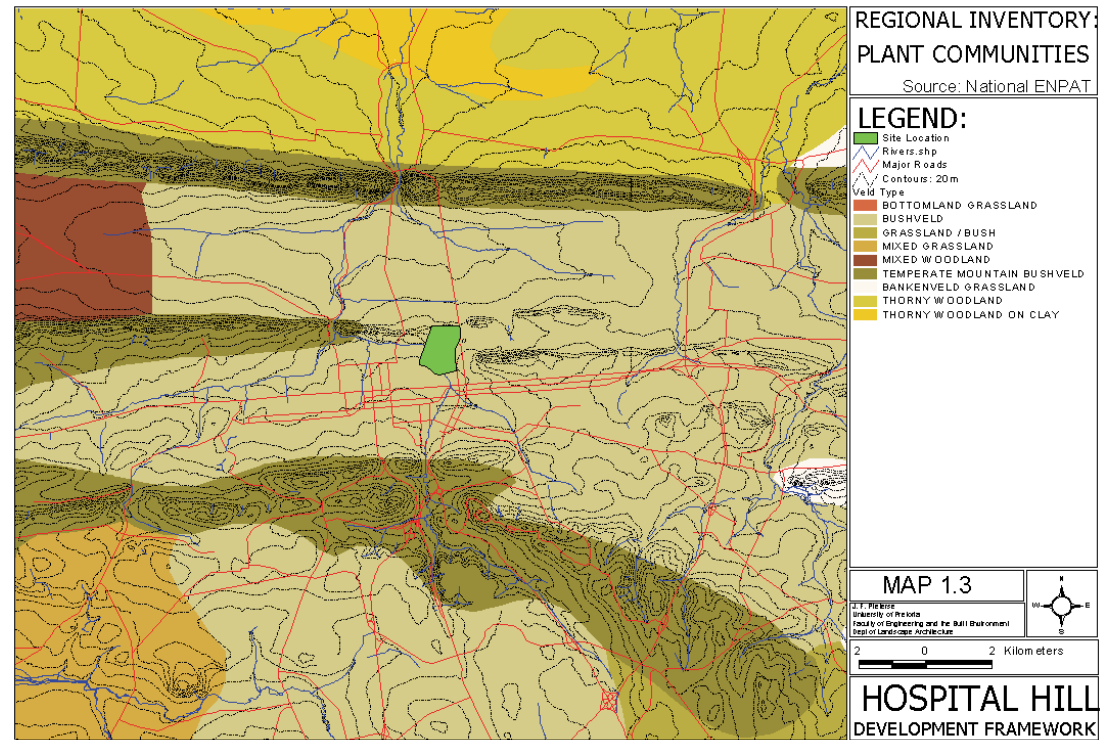 REGIONAL INVENTORY:
PLANT COMMUNITIES
Source: National ENPAT
LEGEND:
Site Location
Rivers.shp
Major Roads
Contours: 20m
Veld Type
BOTTOMLAND GRASSLAND
BUSHVELD
GRASSLAND / BUSH
MIXED GRASSLAND
MIXED WOODLAND
TEMPERATE MOUNTAIN BUSHVELD
BANKENVELD GRASSLAND
THORNY WOODLAND
THORNY WOODLAND ON CLAY
MAP 1.3
J. F. Pieterse
University of Pretoria
Faculty of Engineering and the Built Environment
Dept of Landscape Architecture
N
W E
S
2 0 2 Kilometers
HOSPITAL HILL
DEVELOPMENT FRAMEWORK